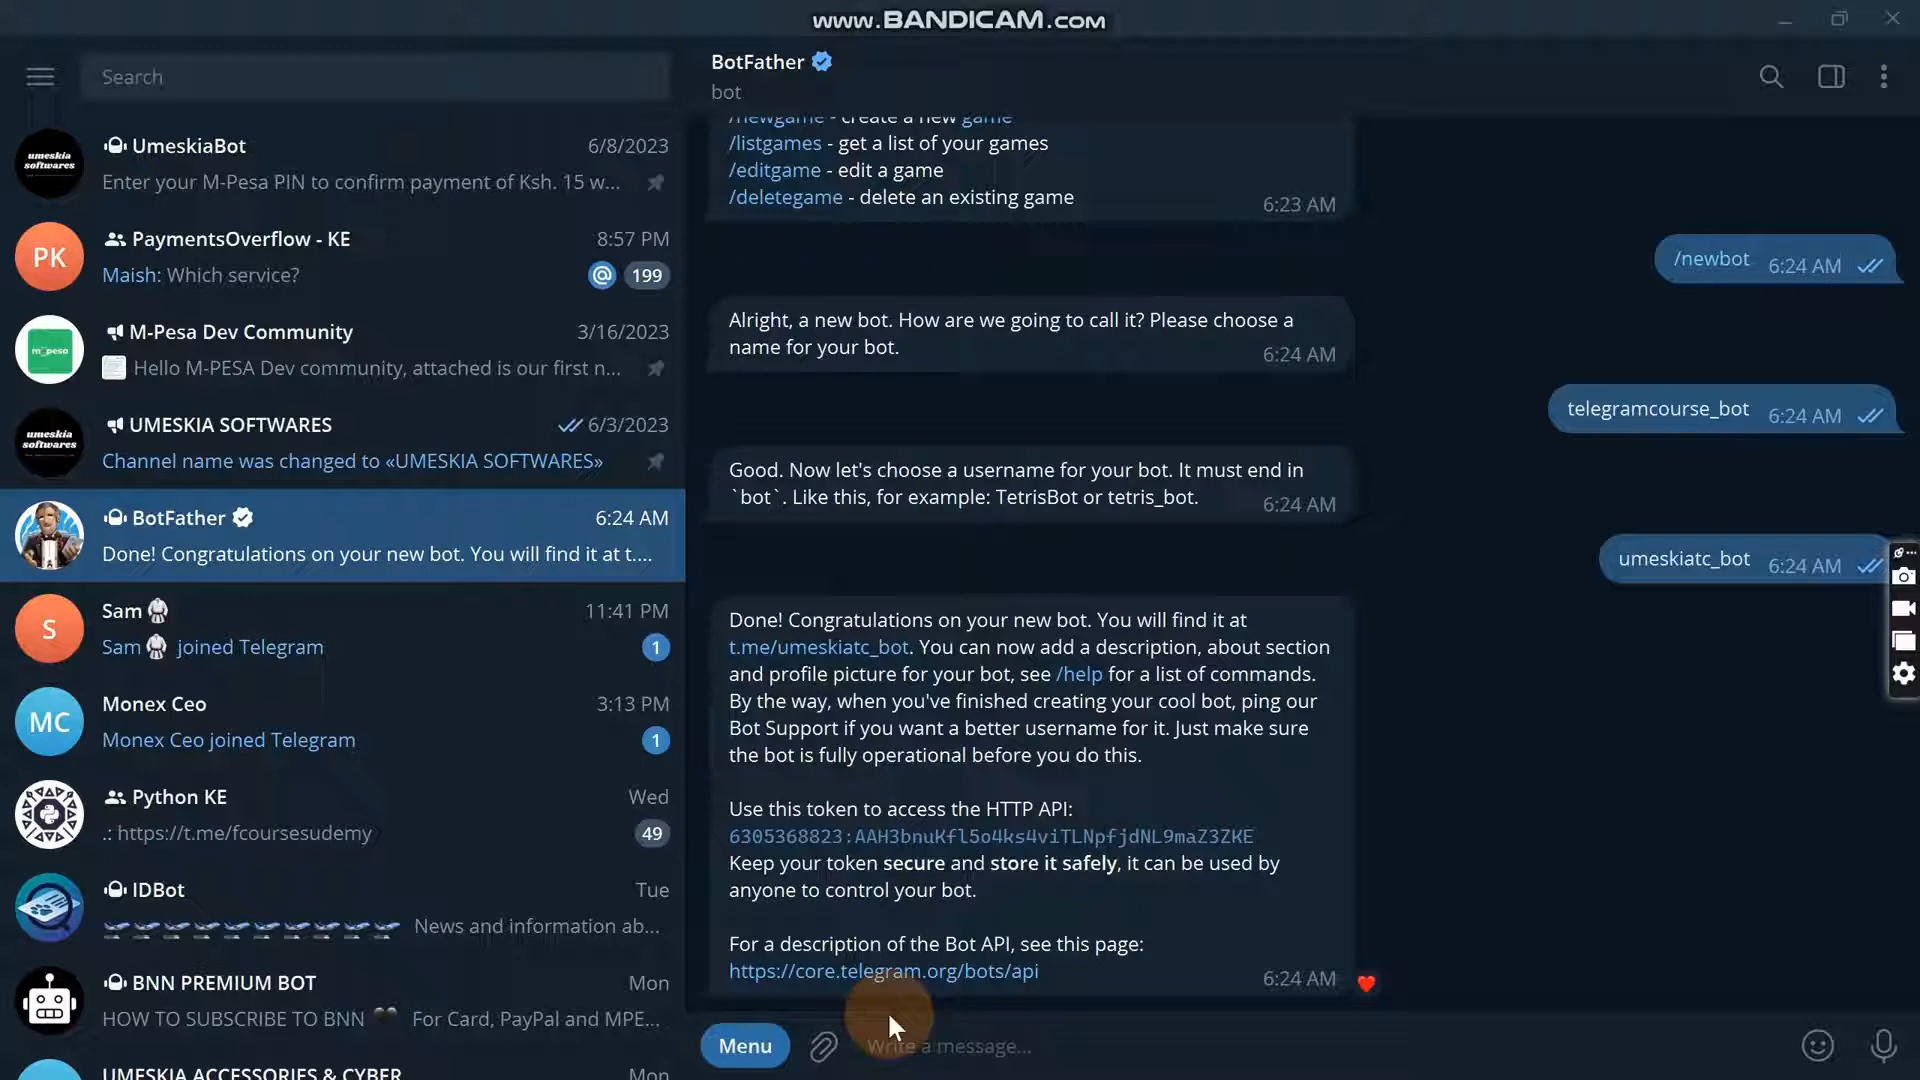 www.BANDICAM.com
Search
UmeskiaBot
6/8/2023
Enter your M-Pesa PIN to confirm payment of Ksh. 15 w...
umeskia
softwares
PaymentsOverflow - KE
8:57 PM
PK
Maish: Which service?
@
199
M-Pesa Dev Community
3/16/2023
Hello M-PESA Dev community, attached is our first n...
UMESKIA SOFTWARES
6/3/2023
Channel name was changed to «UMESKIA SOFTWARES»
umeskia
softwares
BotFather
6:24 AM
Done! Congratulations on your new bot. You will find it at t....
Sam
11:41 PM
S
Sam joined Telegram
1
Monex Ceo
3:13 PM
MC
Monex Ceo joined Telegram
1
Python KE
Wed
.: https://t.me/fcoursesudemy
49
IDBot
Tue
News and information ab...
BNN PREMIUM BOT
Mon
HOW TO SUBSCRIBE TO BNN For Card, PayPal and MPE...
UMESKIA ACCESSORIES & CYBER
Mon
BotFather
bot
/newgame - create a new game
/listgames - get a list of your games
/editgame - edit a game
/deletegame - delete an existing game
6:23 AM
/newbot
6:24 AM
Alright, a new bot. How are we going to call it? Please choose a
name for your bot.
6:24 AM
telegramcourse_bot
6:24 AM
Good. Now let's choose a username for your bot. It must end in
`bot`. Like this, for example: TetrisBot or tetris_bot.
6:24 AM
umeskiatc_bot
6:24 AM
Done! Congratulations on your new bot. You will find it at
t.me/umeskiatc_bot. You can now add a description, about section
and profile picture for your bot, see /help for a list of commands.
By the way, when you've finished creating your cool bot, ping our
Bot Support if you want a better username for it. Just make sure
the bot is fully operational before you do this.
Use this token to access the HTTP API:
6305368823:AAH3bnuKfl5o4ks4viTLNpfjdNL9maZ3ZKE
Keep your token secure and store it safely, it can be used by
anyone to control your bot.
For a description of the Bot API, see this page:
https://core.telegram.org/bots/api
6:24 AM
Menu
Write a message...